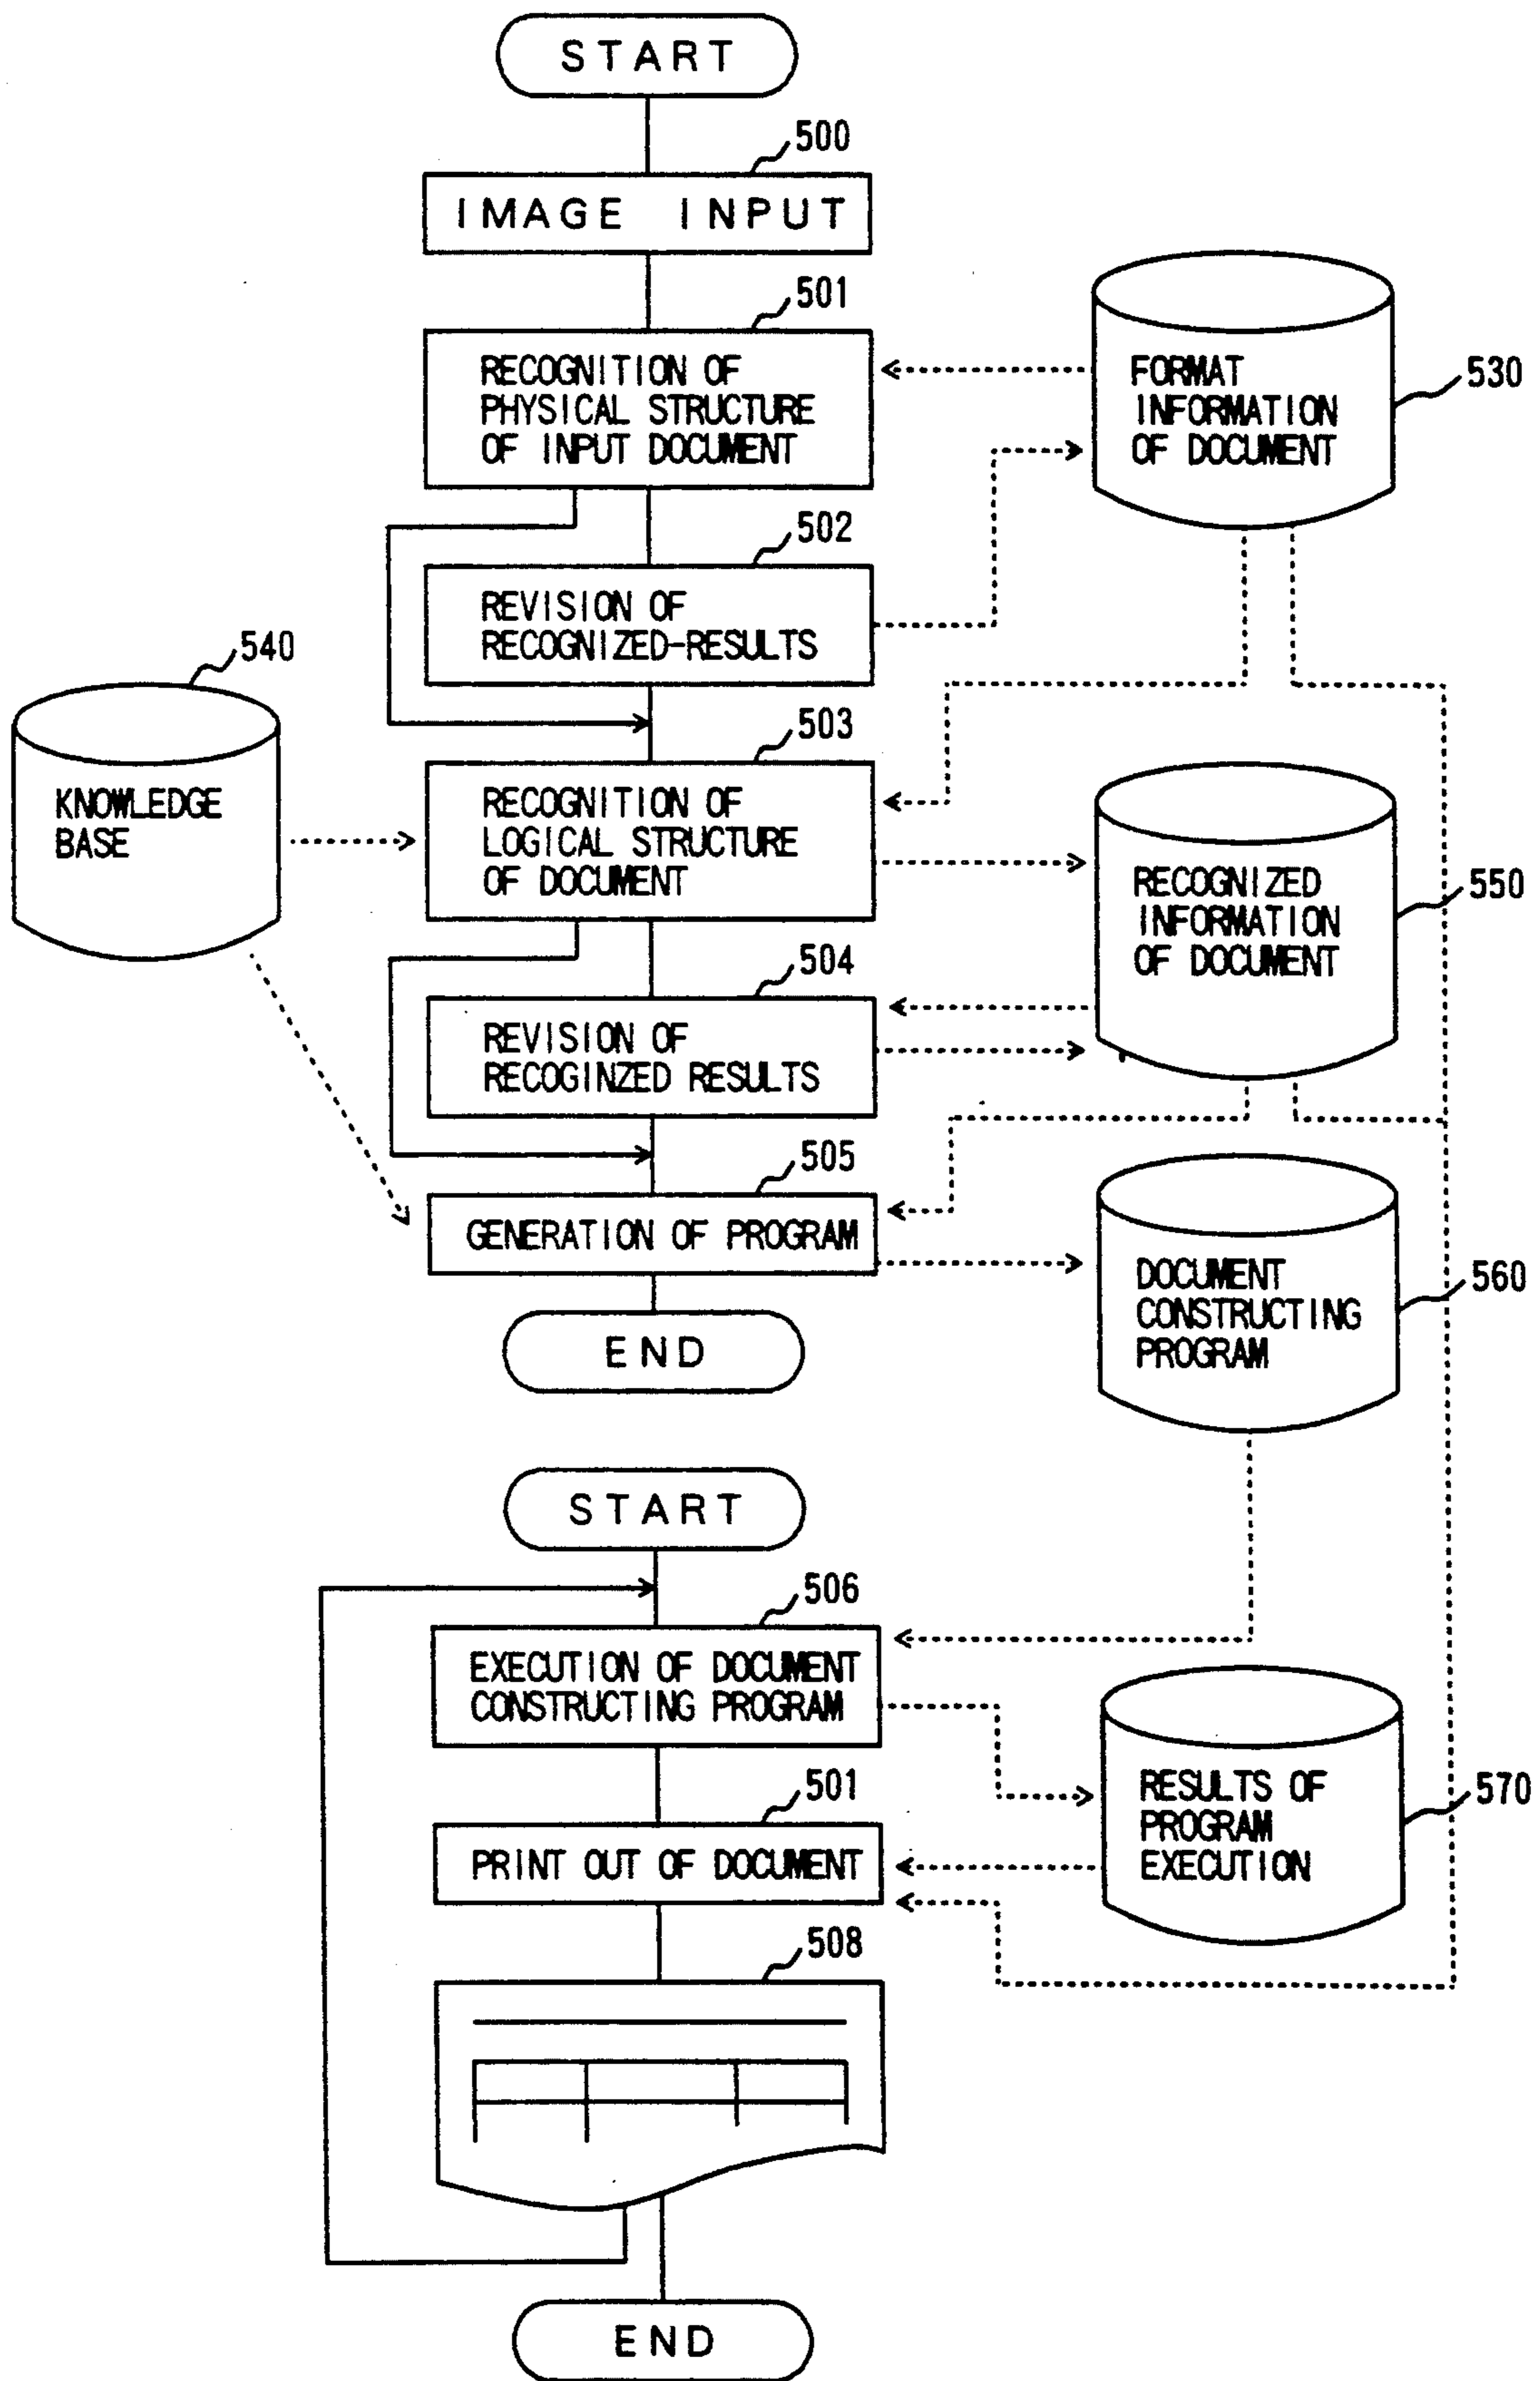 START
500
IMAGE INPUT
501
RECOGNITION OF
PHYSICAL STRUCTURE
OF INPUT DOCUMENT
FORMAT
INFORMATION
OF DOCUMENT
530
502
REVISION OF
RECOGNIZED-RESULTS
540
KNOWLEDGE
BASE
503
RECOGNITION OF
LOGICAL STRUCTURE
OF DOCUMENT
RECOGNIZED
INFORMATION
OF DOCUMENT
550
504
REVISION OF
RECOGINZED RESULTS
505
GENERATION OF PROGRAM
DOCUMENT
CONSTRUCTING
PROGRAM
560
END
START
506
EXECUTION OF DOCUMENT
CONSTRUCTING PROGRAM
RESULTS OF
PROGRAM
EXECUTION
570
501
PRINT OUT OF DOCUMENT
508
END